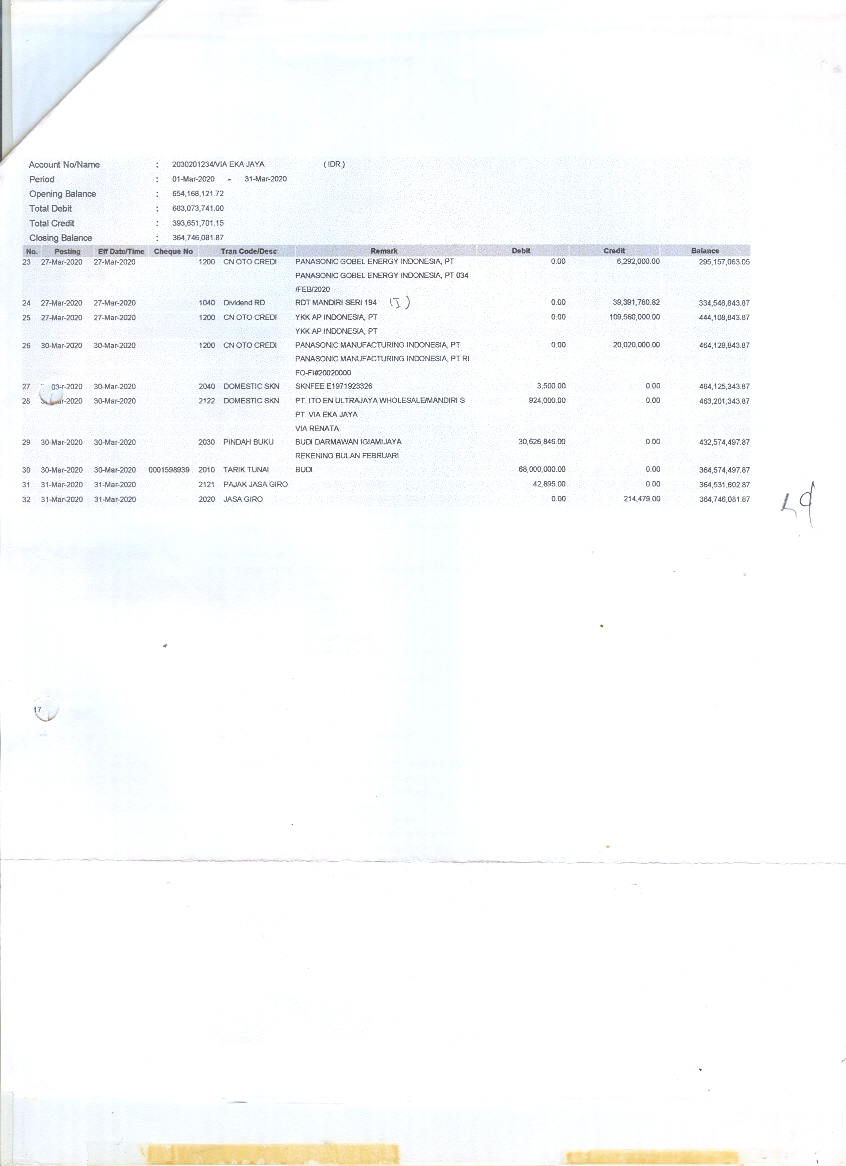 Account No/Name : 2030201234/VIA EKA JAYA ( IDR )
Period : 01-Mar-2020 - 31-Mar-2020
Opening Balance : 654,168,121.72
Total Debit : 683,073,741.00
Total Credit : 393,651,701.15
Closing Balance : 364,746,081.87
No. Posting Eff Date/Time Cheque No Tran Code/Desc Remark Debit Credit Balance
23 27-Mar-2020 27-Mar-2020 1200 CN OTO CREDI PANASONIC GOBEL ENERGY INDONESIA, PT 0.00 6,292,000.00 295,157,063.05
PANASONIC GOBEL ENERGY INDONESIA, PT 034
/FEB/2020
24 27-Mar-2020 27-Mar-2020 1040 Dividend RD RDT MANDIRI SERI 194 (I) 0.00 39,391,780.82 334,548,843.87
25 27-Mar-2020 27-Mar-2020 1200 CN OTO CREDI YKK AP INDONESIA, PT 0.00 109,560,000.00 444,108,843.87
YKK AP INDONESIA, PT
26 30-Mar-2020 30-Mar-2020 1200 CN OTO CREDI PANASONIC MANUFACTURING INDONESIA, PT 0.00 20,020,000.00 464,128,843.87
PANASONIC MANUFACTURING INDONESIA, PT RI
FO-FI#20020000
27 30-Mar-2020 2040 DOMESTIC SKN SKNFEE E1971923326 3,500.00 0.00 464,125,343.87
28 30-Mar-2020 2122 DOMESTIC SKN PT. ITO EN ULTRAJAYA WHOLESALE/MANDIRI S 924,000.00 0.00 463,201,343.87
PT. VIA EKA JAYA
VIA RENATA
29 30-Mar-2020 30-Mar-2020 2030 PINDAH BUKU BUDI DARMAWAN IGIAMIJAYA 30,626,846.00 0.00 432,574,497.87
REKENING BULAN FEBRUARI
30 30-Mar-2020 30-Mar-2020 0001598939 2010 TARIK TUNAI BUDI 68,000,000.00 0.00 364,574,497.87
31 31-Mar-2020 31-Mar-2020 2121 PAJAK JASA GIRO 42,895.00 0.00 364,531,602.87
32 31-Mar-2020 31-Mar-2020 2020 JASA GIRO 0.00 214,479.00 364,746,081.87
17